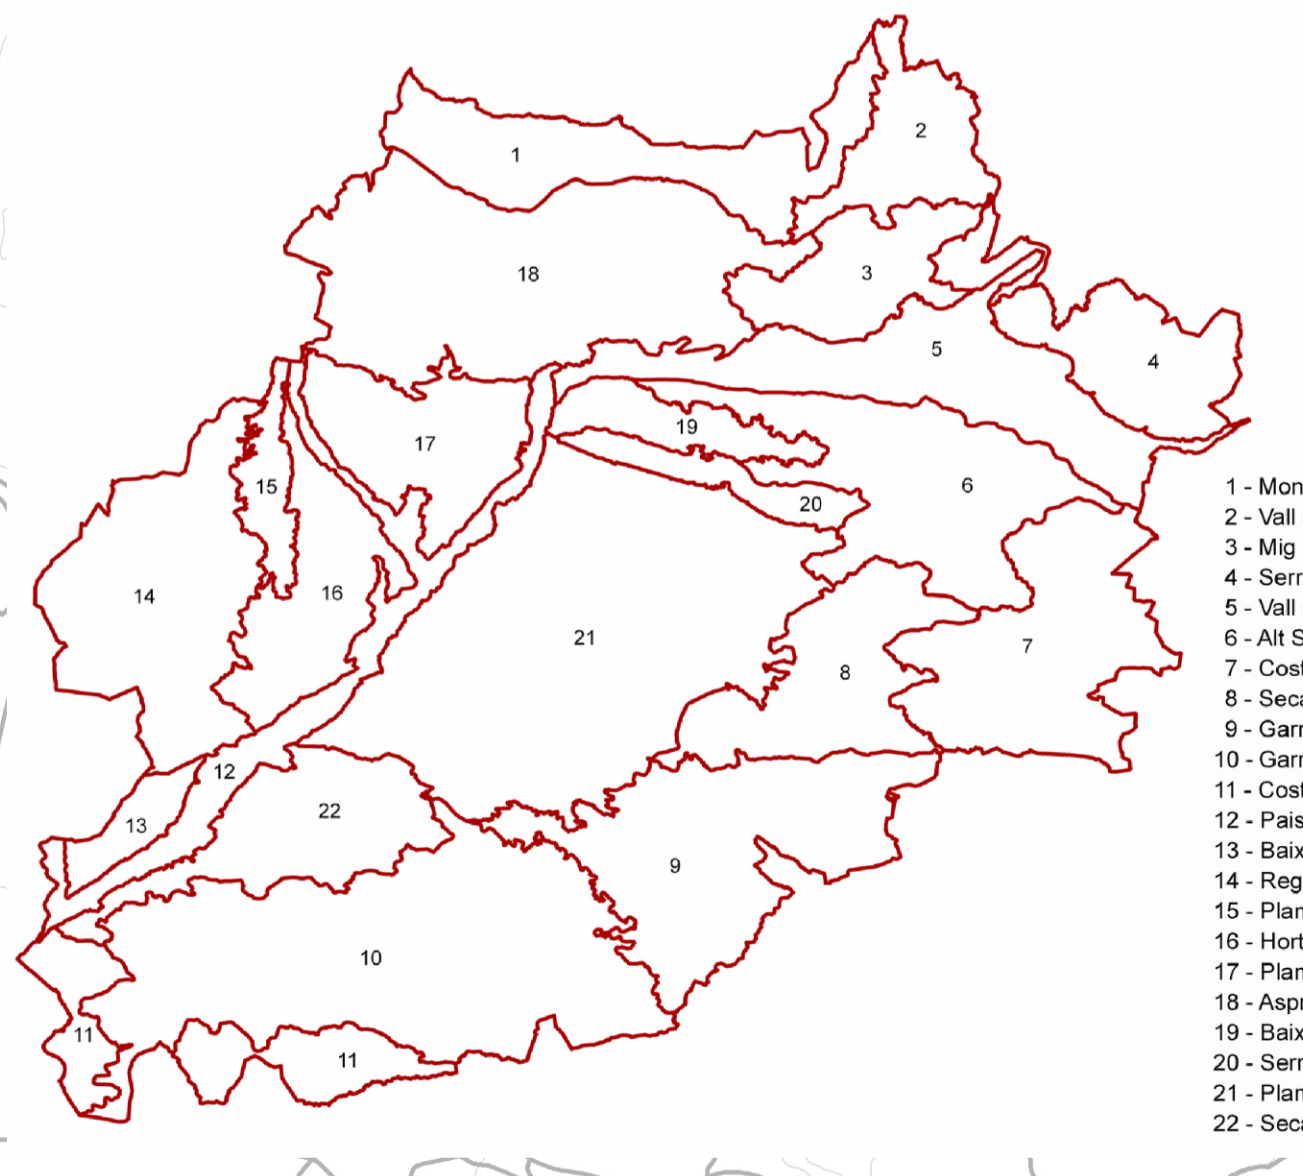 2
1
18
3
5
4
19
17
6
15
20
14
16
21
7
8
12
22
13
9
10
11
11
1 - Mon
2 - Vall
3 - Mig
4 - Serr
5 - Vall
6 - Alt S
7 - Cost
8 - Seca
9 - Garr
10 - Garr
11 - Cost
12 - Pais
13 - Baix
14 - Reg
15 - Plan
16 - Hort
17 - Plan
18 - Aspr
19 - Baix
20 - Serr
21 - Plan
22 - Seca